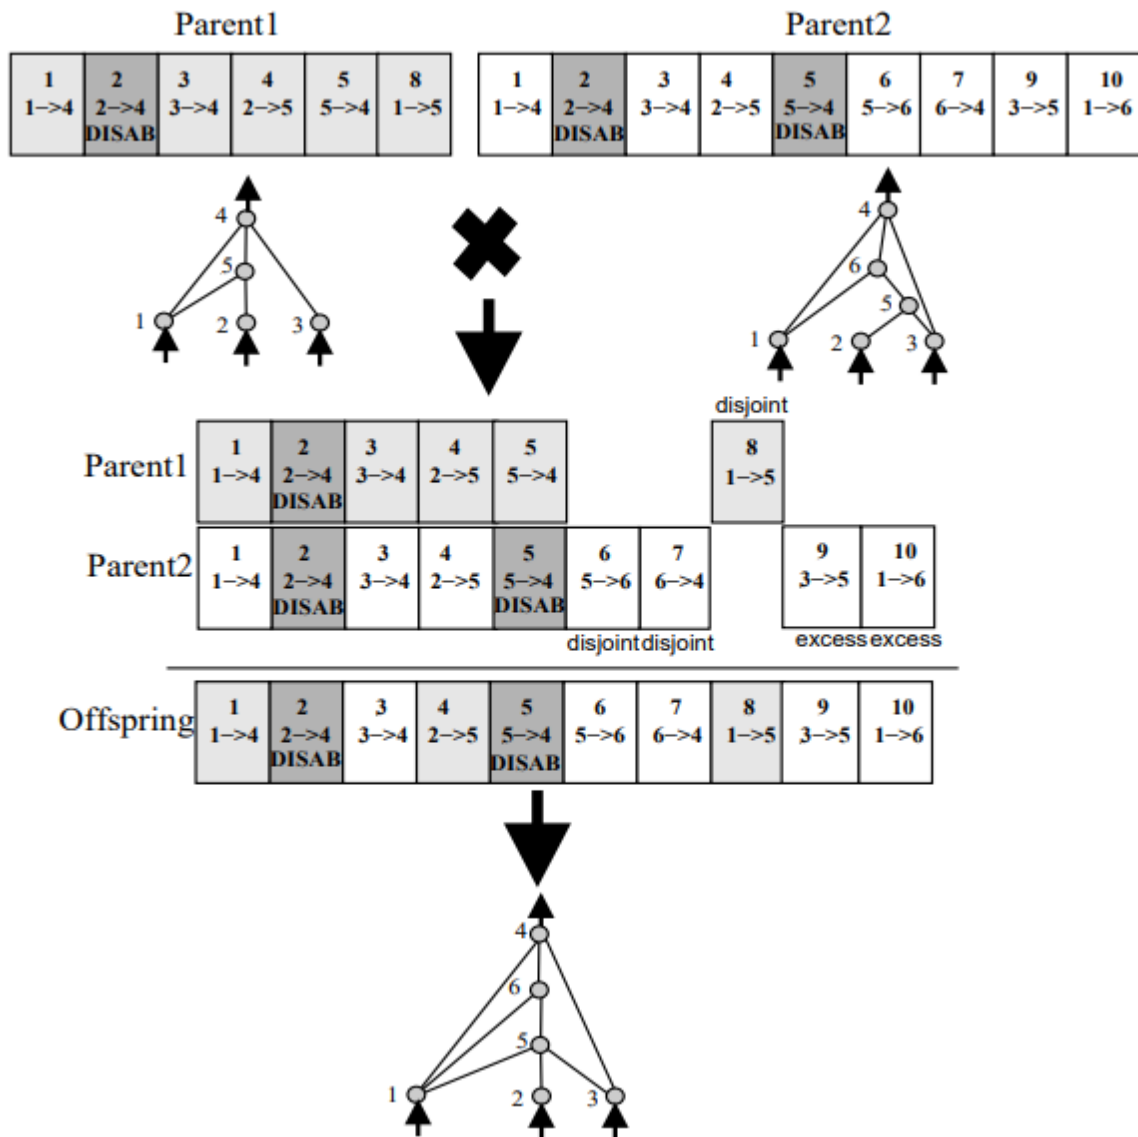 Parent1 Parent2
1 2 3 4 5 8 1 2 3 4 5 6 7 9 10
1->4 2->4 3->4 2->5 5->4 1->5 1->4 2->4 3->4 2->5 5->4 5->6 6->4 3->5 1->6
DISAB DISAB DISAB
4 4
5 6
5
1 2 3 1 2 3
disjoint
Parent1
1 2 3 4 5 8
1->4 2->4 3->4 2->5 5->4 1->5
DISAB
Parent2
1 2 3 4 5 6 7 9 10
1->4 2->4 3->4 2->5 5->4 5->6 6->4 3->5 1->6
DISAB DISAB
disjoint disjoint excess excess
Offspring
1 2 3 4 5 6 7 8 9 10
1->4 2->4 3->4 2->5 5->4 5->6 6->4 1->5 3->5 1->6
DISAB DISAB
4
6
5
1 2 3